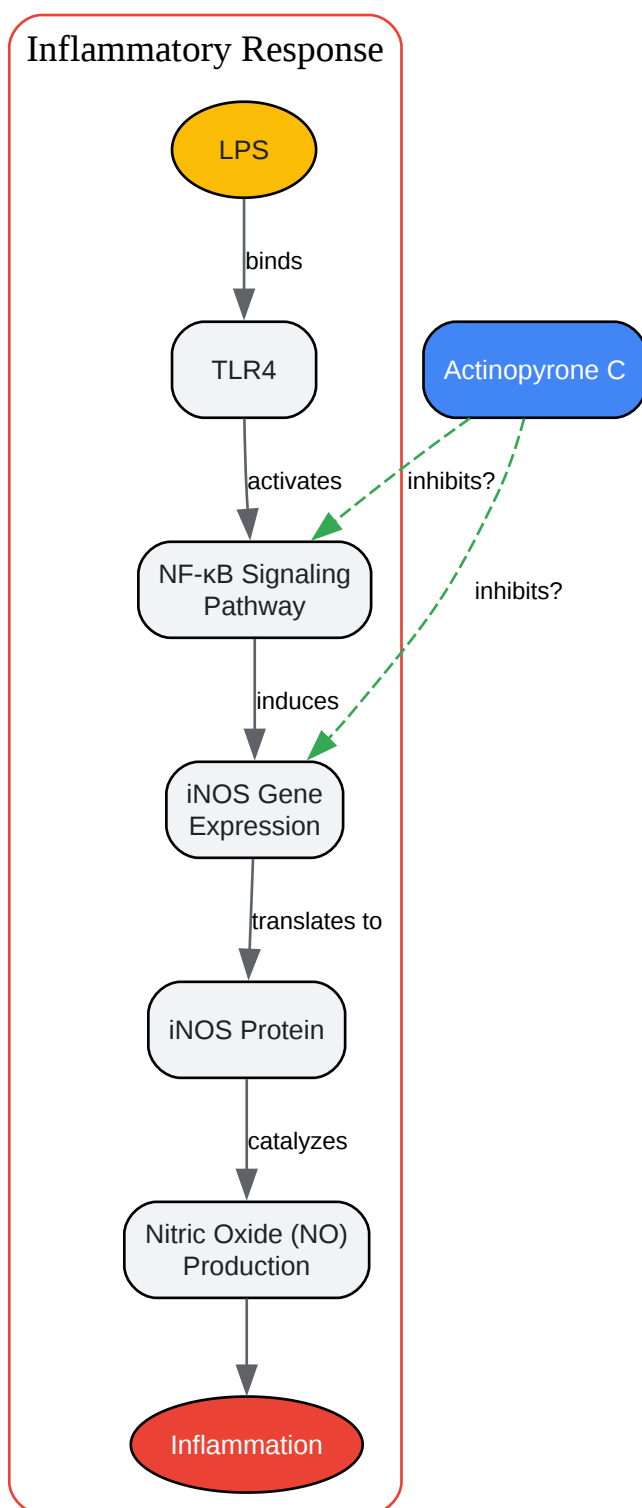 Inflammatory Response
LPS
binds
TLR4
Actinopyrone C
activates
inhibits?
NF-κB Signaling
Pathway
inhibits?
induces
iNOS Gene
Expression
translates to
iNOS Protein
catalyzes
Nitric Oxide (NO)
Production
Inflammation